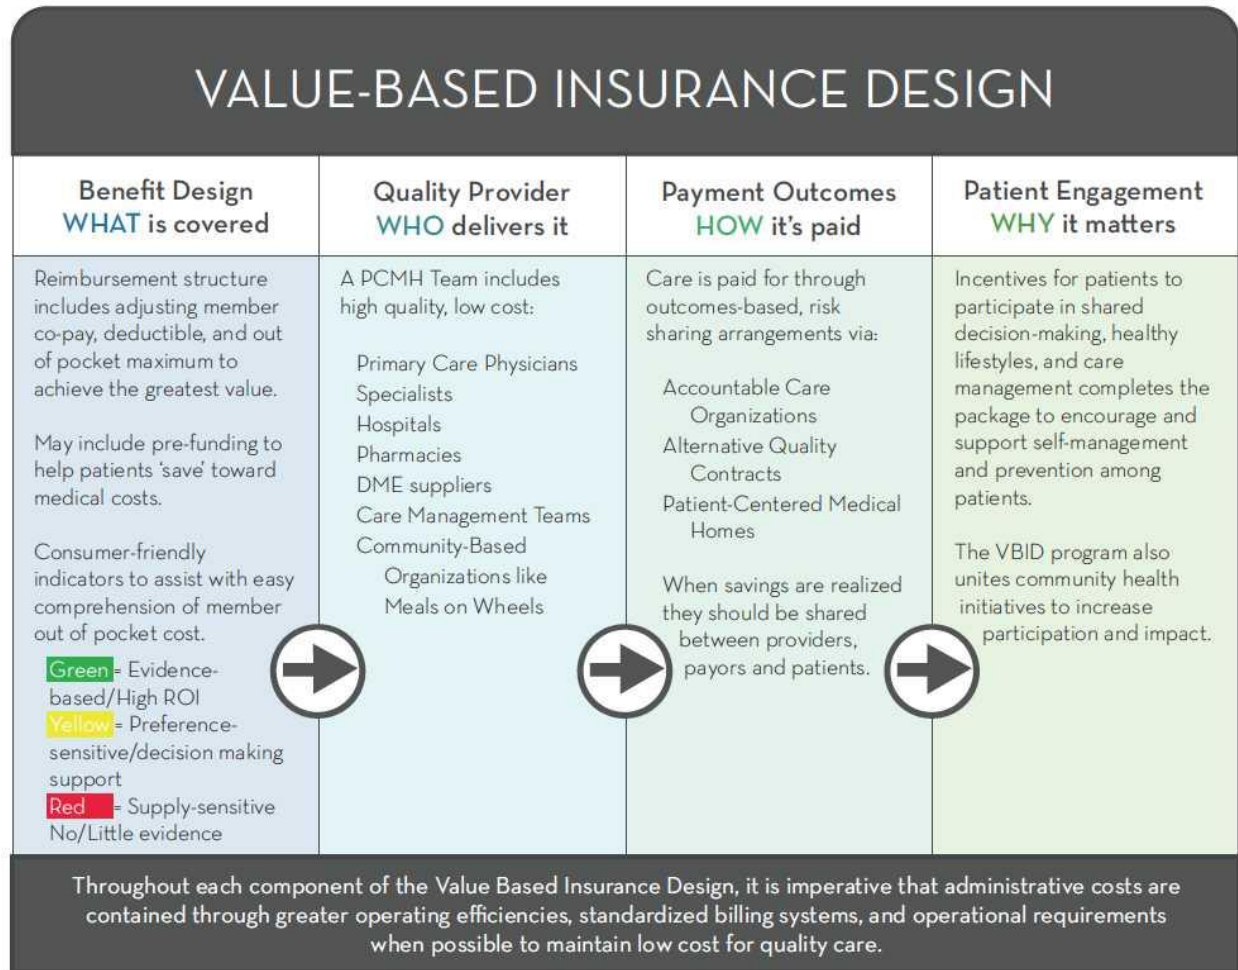 VALUE-BASED INSURANCE DESIGN
Benefit Design
WHAT is covered
Reimbursement structure
includes adjusting member
co-pay, deductible, and out
of pocket maximum to
achieve the greatest value.
May include pre-funding to
help patients 'save' toward
medical costs.
Consumer-friendly
indicators to assist with easy
comprehension of member
out of pocket cost.
Green = Evidence-
based/High ROI
Yellow = Preference-
sensitive/decision making
support
Red = Supply-sensitive
No/Little evidence
Quality Provider
WHO delivers it
A PCMH Team includes
high quality, low cost:
Primary Care Physicians
Specialists
Hospitals
Pharmacies
DME suppliers
Care Management Teams
Community-Based
Organizations like
Meals on Wheels
Payment Outcomes
HOW it's paid
Care is paid for through
outcomes-based, risk
sharing arrangements via:
Accountable Care
Organizations
Alternative Quality
Contracts
Patient-Centered Medical
Homes
When savings are realized
they should be shared
between providers,
payors and patients.
Patient Engagement
WHY it matters
Incentives for patients to
participate in shared
decision-making, healthy
lifestyles, and care
management completes the
package to encourage and
support self-management
and prevention among
patients.
The VBID program also
unites community health
initiatives to increase
participation and impact.
Throughout each component of the Value Based Insurance Design, it is imperative that administrative costs are
contained through greater operating efficiencies, standardized billing systems, and operational requirements
when possible to maintain low cost for quality care.